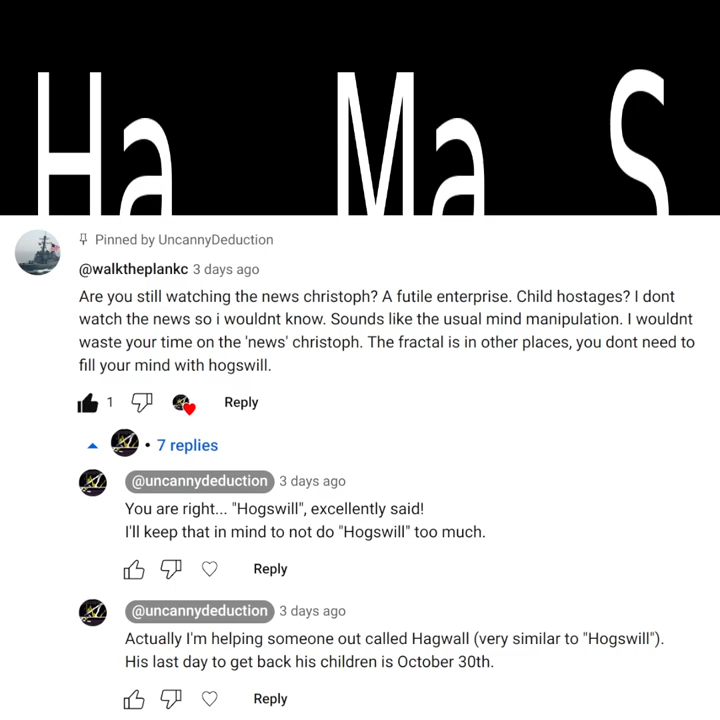 Ha Ma S
Pinned by UncannyDeduction
@walktheplankc 3 days ago
Are you still watching the news christoph? A futile enterprise. Child hostages? I dont
watch the news so i wouldnt know. Sounds like the usual mind manipulation. I wouldnt
waste your time on the 'news' christoph. The fractal is in other places, you dont need to
fill your mind with hogswill.
1 Reply
7 replies
@uncannydeduction 3 days ago
You are right... "Hogswill", excellently said!
I'll keep that in mind to not do "Hogswill" too much.
Reply
@uncannydeduction 3 days ago
Actually I'm helping someone out called Hagwall (very similar to "Hogswill").
His last day to get back his children is October 30th.
Reply